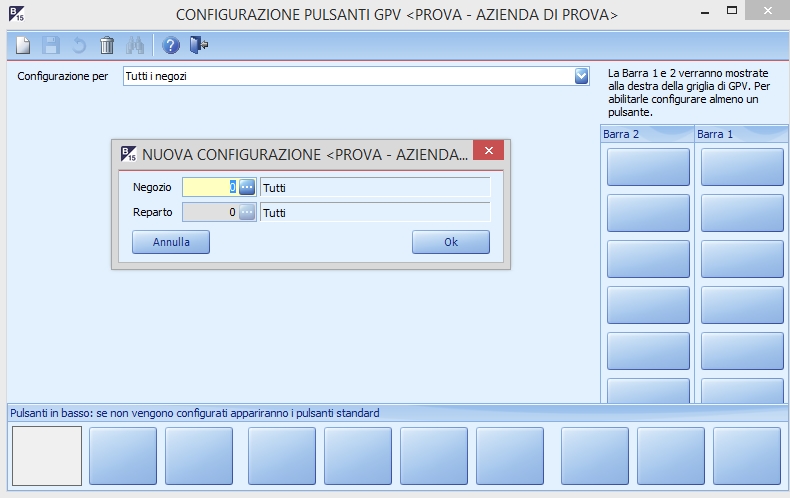 B 15 CONFIGURAZIONE PULSANTI GPV <PROVA - AZIENDA DI PROVA>
Configurazione per Tutti i negozi
La Barra 1 e 2 verranno mostrate
alla destra della griglia di GPV. Per
abilitarle configurare almeno un
pulsante.
Barra 2 Barra 1
B 15 NUOVA CONFIGURAZIONE <PROVA - AZIENDA...
Negozio 0 Tutti
Reparto 0 Tutti
Annulla Ok
Pulsanti in basso: se non vengono configurati appariranno i pulsanti standard